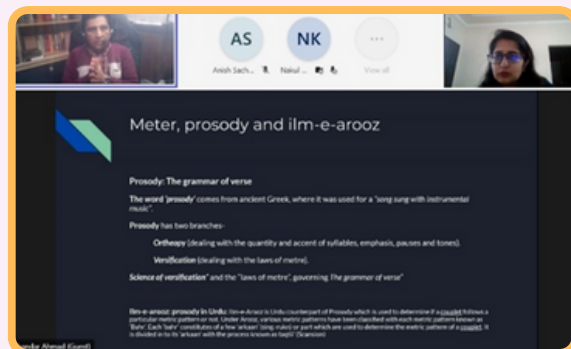 AS
NK
Anish Sach...
Nakul ...
View all
Meter, prosody and ilm-e-arooz
Prosody: The grammar of verse
The word 'prosody' comes from ancient Greek, where it was used for a "song sung with instrumental
music".
Prosody has two branches-
Orthoepy (dealing with the quantity and accent of syllables, emphasis, pauses and tones).
Versification (dealing with the laws of metre).
Science of versification" and the "laws of metre", governing The grammar of verse"
Ilm-e-arooz: prosody in Urdu: Ilm-e-Arooz is Urdu counterpart of Prosody which is used to determine if a couplet follows a
particular metric pattern or not. Under Arooz, various metric patterns have been classified with each metric pattern known as
'Bahr'. Each 'bahr' constitutes of a few 'arkaan' (sing. rukn) or part which are used to determine the metric pattern of a couplet. It
is divided in to its 'arkaan' with the process known as taqti' (Scansion)
Ahmad (Guest)